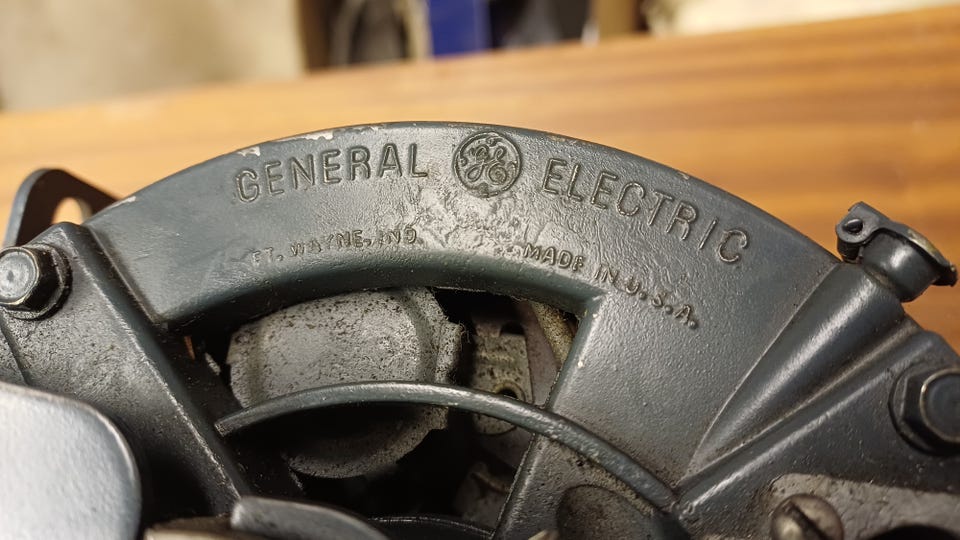 GENERAL GE ELECTRIC
FT. WAYNE, IND. MADE IN U.S.A.